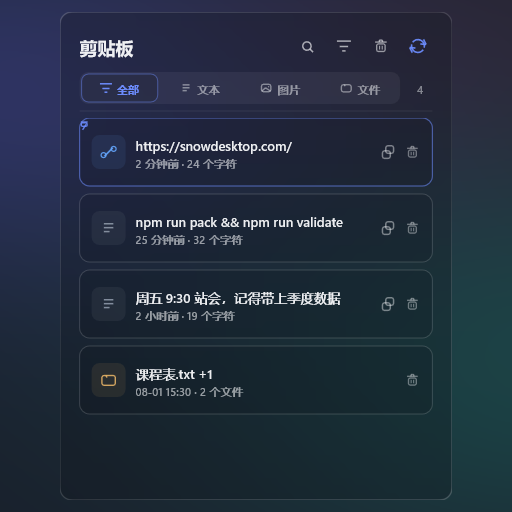 剪贴板
全部 文本 图片 文件 4
https://snowdesktop.com/
2 分钟前 · 24 个字符
npm run pack && npm run validate
25 分钟前 · 32 个字符
周五 9:30 站会，记得带上季度数据
2 小时前 · 19 个字符
课程表.txt +1
08-01 15:30 · 2 个文件